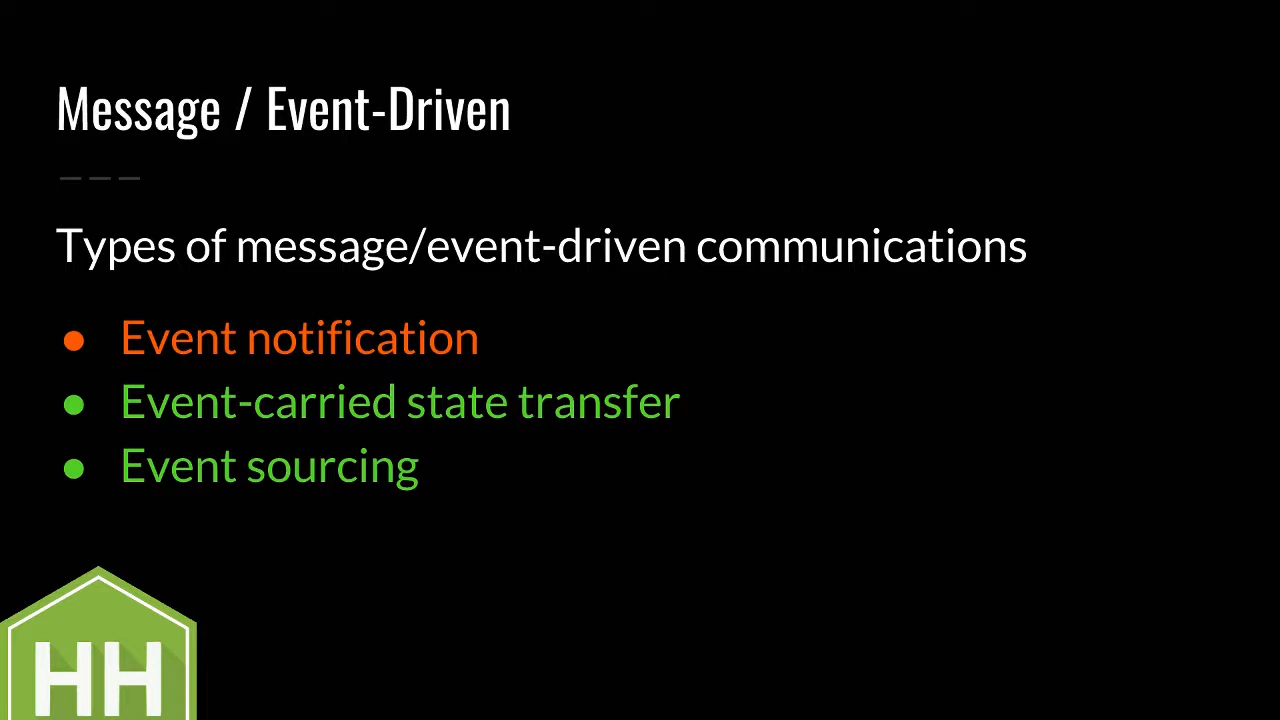 Message / Event-Driven
Types of message/event-driven communications
● Event notification
● Event-carried state transfer
● Event sourcing
HH